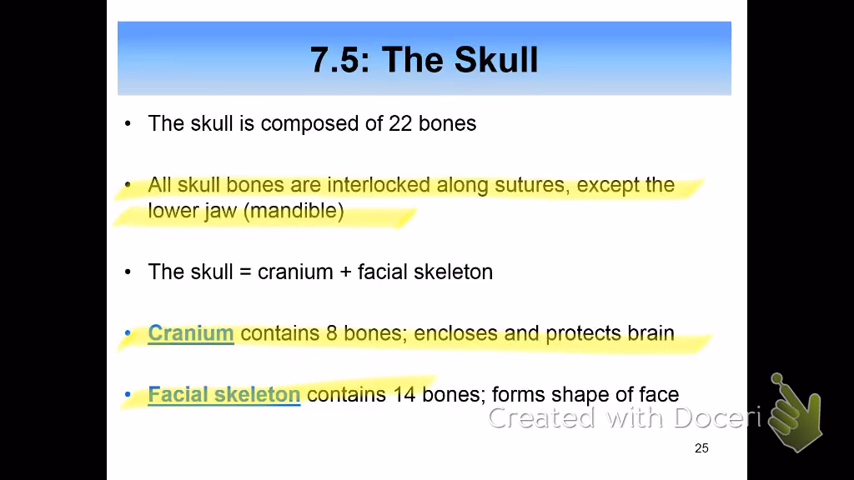 7.5: The Skull
• The skull is composed of 22 bones
• All skull bones are interlocked along sutures, except the
lower jaw (mandible)
• The skull = cranium + facial skeleton
• Cranium contains 8 bones; encloses and protects brain
• Facial skeleton contains 14 bones; forms shape of face
Created with Doceri
25